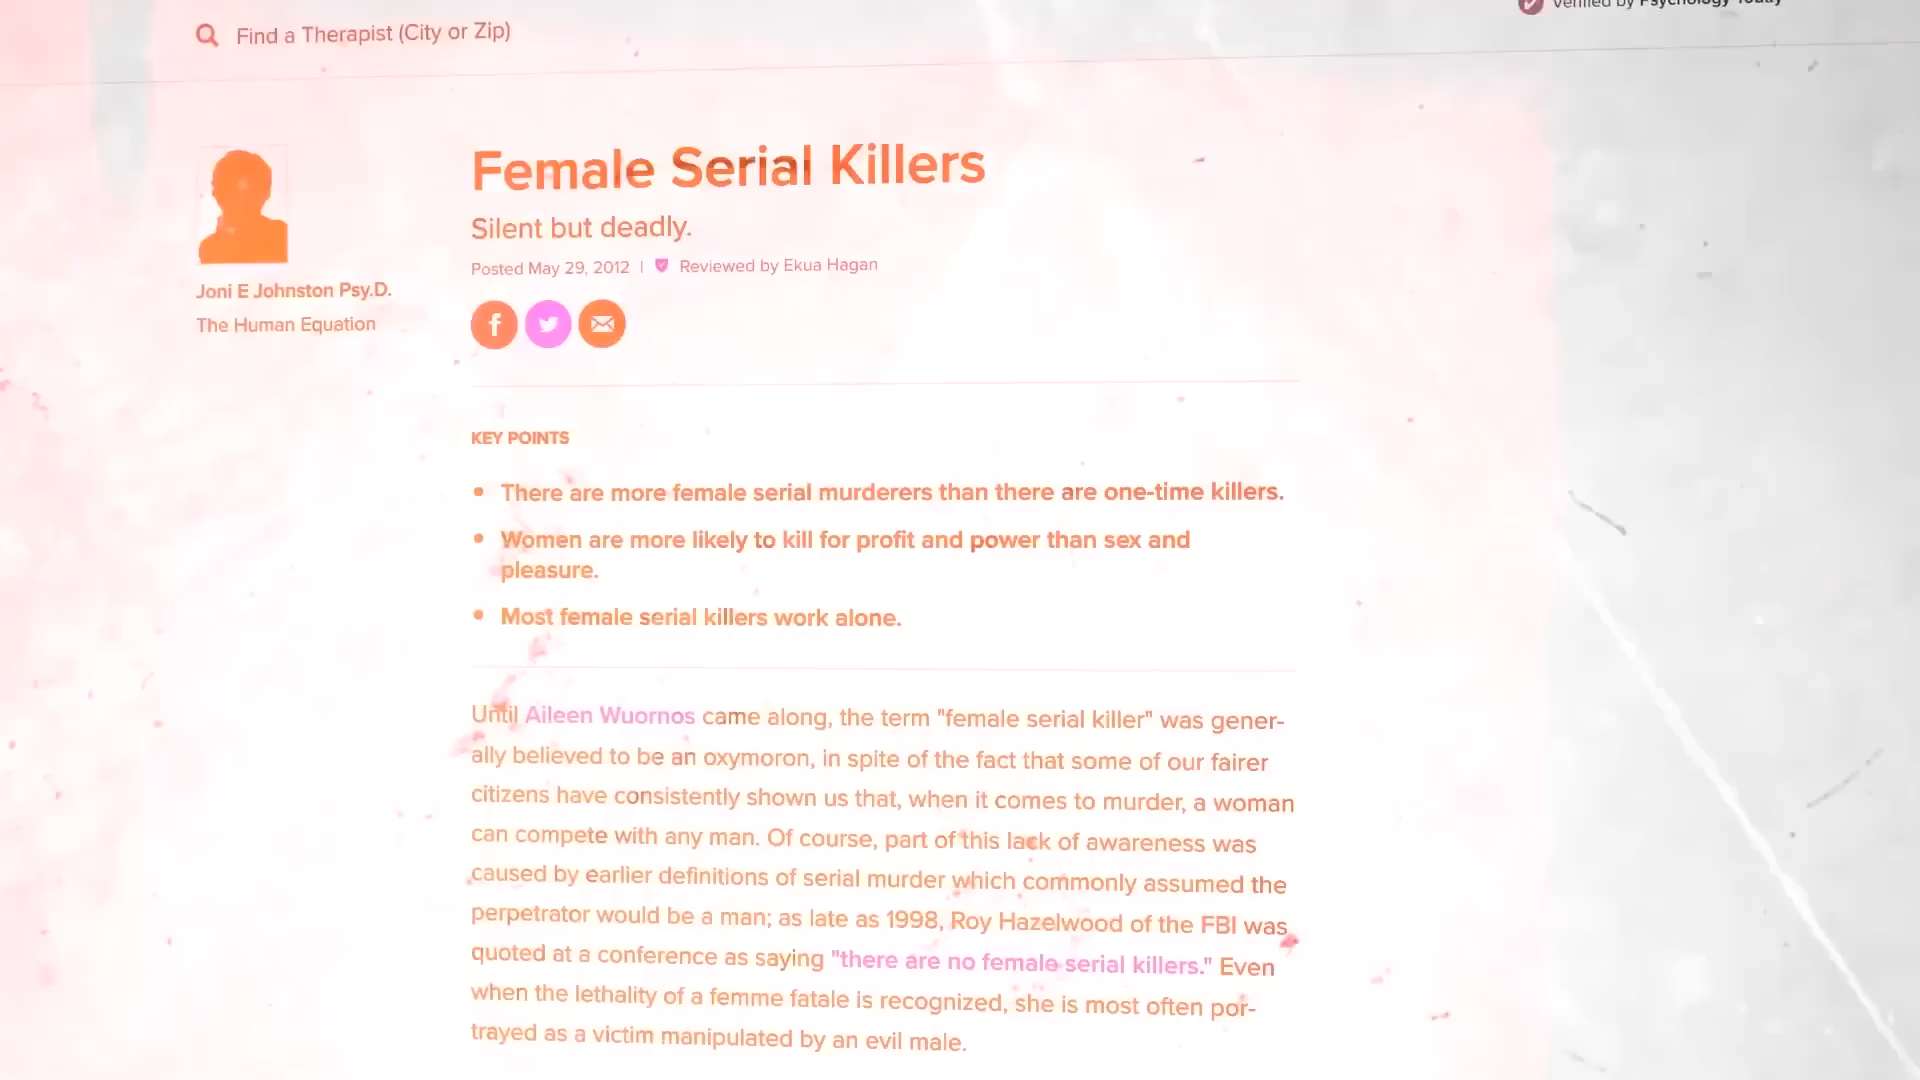 Verified by Psychology Today
Find a Therapist (City or Zip)
Female Serial Killers
Silent but deadly.
Posted May 29, 2012 | Reviewed by Ekua Hagan
Joni E Johnston Psy.D.
The Human Equation
KEY POINTS
• There are more female serial murderers than there are one-time killers.
• Women are more likely to kill for profit and power than sex and
pleasure.
• Most female serial killers work alone.
Until Aileen Wuornos came along, the term "female serial killer" was gener-
ally believed to be an oxymoron, in spite of the fact that some of our fairer
citizens have consistently shown us that, when it comes to murder, a woman
can compete with any man. Of course, part of this lack of awareness was
caused by earlier definitions of serial murder which commonly assumed the
perpetrator would be a man; as late as 1998, Roy Hazelwood of the FBI was
quoted at a conference as saying "there are no female serial killers." Even
when the lethality of a femme fatale is recognized, she is most often por-
trayed as a victim manipulated by an evil male.